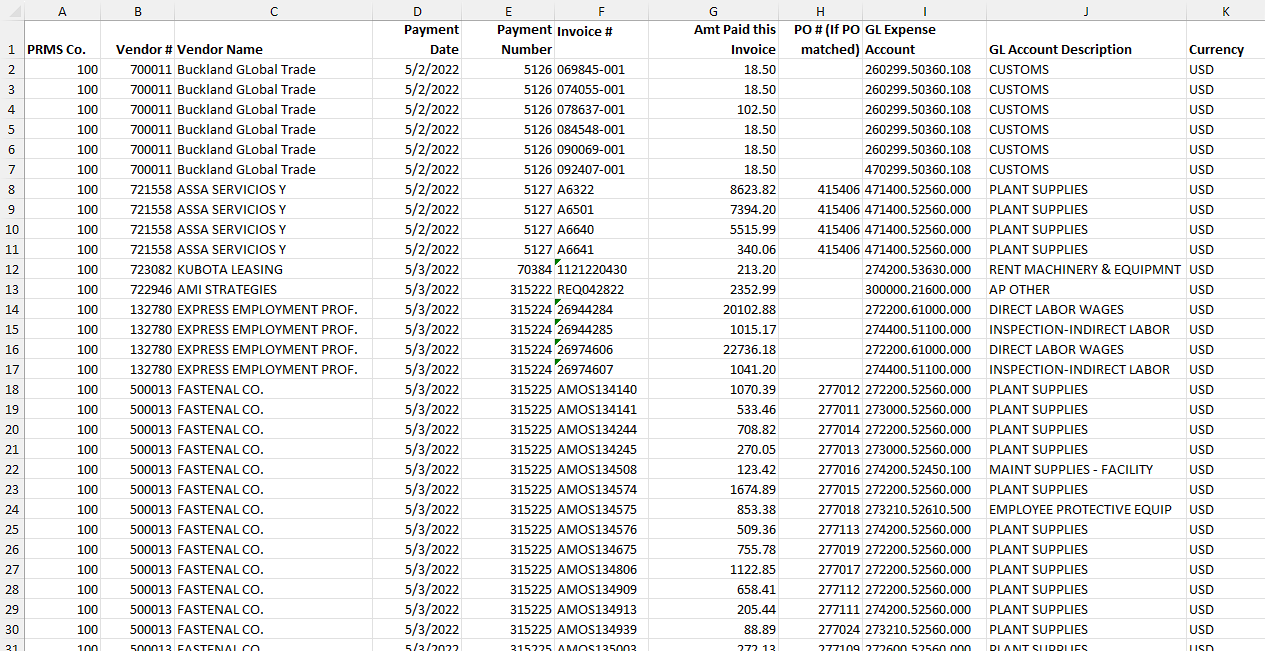 A B C D E F G H I J K
Payment Payment Invoice # Amt Paid this PO # (If PO GL Expense
1 PRMS Co. Vendor # Vendor Name Date Number Invoice matched) Account GL Account Description Currency
2 100 700011 Buckland GLobal Trade 5/2/2022 5126 069845-001 18.50 260299.50360.108 CUSTOMS USD
3 100 700011 Buckland GLobal Trade 5/2/2022 5126 074055-001 18.50 260299.50360.108 CUSTOMS USD
4 100 700011 Buckland GLobal Trade 5/2/2022 5126 078637-001 102.50 260299.50360.108 CUSTOMS USD
5 100 700011 Buckland GLobal Trade 5/2/2022 5126 084548-001 18.50 260299.50360.108 CUSTOMS USD
6 100 700011 Buckland GLobal Trade 5/2/2022 5126 090069-001 18.50 260299.50360.108 CUSTOMS USD
7 100 700011 Buckland GLobal Trade 5/2/2022 5126 092407-001 18.50 470299.50360.108 CUSTOMS USD
8 100 721558 ASSA SERVICIOS Y 5/2/2022 5127 A6322 8623.82 415406 471400.52560.000 PLANT SUPPLIES USD
9 100 721558 ASSA SERVICIOS Y 5/2/2022 5127 A6501 7394.20 415406 471400.52560.000 PLANT SUPPLIES USD
10 100 721558 ASSA SERVICIOS Y 5/2/2022 5127 A6640 5515.99 415406 471400.52560.000 PLANT SUPPLIES USD
11 100 721558 ASSA SERVICIOS Y 5/2/2022 5127 A6641 340.06 415406 471400.52560.000 PLANT SUPPLIES USD
12 100 723082 KUBOTA LEASING 5/3/2022 70384 1121220430 213.20 274200.53630.000 RENT MACHINERY & EQUIPMNT USD
13 100 722946 AMI STRATEGIES 5/3/2022 315222 REQ042822 2352.99 300000.21600.000 AP OTHER USD
14 100 132780 EXPRESS EMPLOYMENT PROF. 5/3/2022 315224 26944284 20102.88 272200.61000.000 DIRECT LABOR WAGES USD
15 100 132780 EXPRESS EMPLOYMENT PROF. 5/3/2022 315224 26944285 1015.17 274400.51100.000 INSPECTION-INDIRECT LABOR USD
16 100 132780 EXPRESS EMPLOYMENT PROF. 5/3/2022 315224 26974606 22736.18 272200.61000.000 DIRECT LABOR WAGES USD
17 100 132780 EXPRESS EMPLOYMENT PROF. 5/3/2022 315224 26974607 1041.20 274400.51100.000 INSPECTION-INDIRECT LABOR USD
18 100 500013 FASTENAL CO. 5/3/2022 315225 AMOS134140 1070.39 277012 272200.52560.000 PLANT SUPPLIES USD
19 100 500013 FASTENAL CO. 5/3/2022 315225 AMOS134141 533.46 277011 273000.52560.000 PLANT SUPPLIES USD
20 100 500013 FASTENAL CO. 5/3/2022 315225 AMOS134244 708.82 277014 272200.52560.000 PLANT SUPPLIES USD
21 100 500013 FASTENAL CO. 5/3/2022 315225 AMOS134245 270.05 277013 273000.52560.000 PLANT SUPPLIES USD
22 100 500013 FASTENAL CO. 5/3/2022 315225 AMOS134508 123.42 277016 274200.52450.100 MAINT SUPPLIES - FACILITY USD
23 100 500013 FASTENAL CO. 5/3/2022 315225 AMOS134574 1674.89 277015 272200.52560.000 PLANT SUPPLIES USD
24 100 500013 FASTENAL CO. 5/3/2022 315225 AMOS134575 853.38 277018 273210.52610.500 EMPLOYEE PROTECTIVE EQUIP USD
25 100 500013 FASTENAL CO. 5/3/2022 315225 AMOS134576 509.36 277113 274200.52560.000 PLANT SUPPLIES USD
26 100 500013 FASTENAL CO. 5/3/2022 315225 AMOS134675 755.78 277019 272200.52560.000 PLANT SUPPLIES USD
27 100 500013 FASTENAL CO. 5/3/2022 315225 AMOS134806 1122.85 277017 272200.52560.000 PLANT SUPPLIES USD
28 100 500013 FASTENAL CO. 5/3/2022 315225 AMOS134909 658.41 277112 272200.52560.000 PLANT SUPPLIES USD
29 100 500013 FASTENAL CO. 5/3/2022 315225 AMOS134913 205.44 277111 274200.52560.000 PLANT SUPPLIES USD
30 100 500013 FASTENAL CO. 5/3/2022 315225 AMOS134939 88.89 277024 273210.52560.000 PLANT SUPPLIES USD
31 100 500013 FASTENAL CO. 5/3/2022 315225 AMOS135003 272.13 277109 272600.52560.000 PLANT SUPPLIES USD